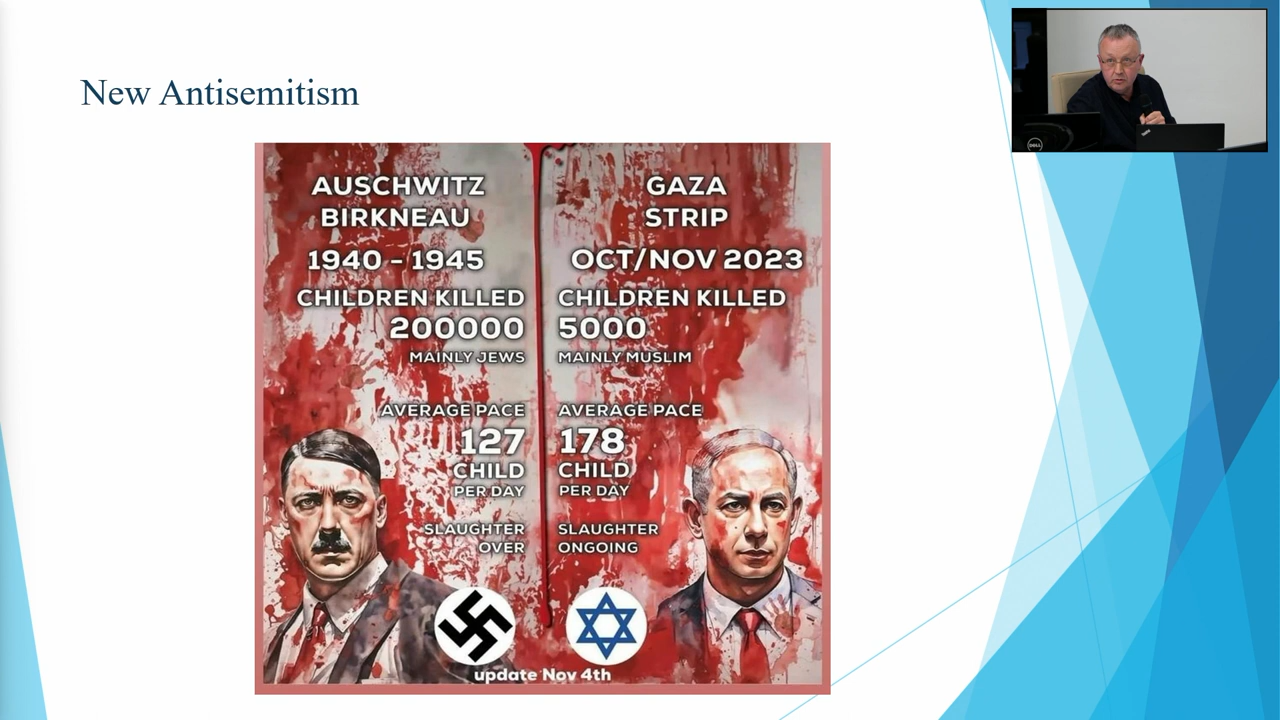 New Antisemitism
AUSCHWITZ
BIRKNEAU
1940 - 1945
CHILDREN KILLED
200000
MAINLY JEWS
AVERAGE PACE
127
CHILD
PER DAY
SLAUGHTER
OVER
GAZA
STRIP
OCT/NOV 2023
CHILDREN KILLED
5000
MAINLY MUSLIM
AVERAGE PACE
178
CHILD
PER DAY
SLAUGHTER
ONGOING
update Nov 4th
DELL
ThinkPad